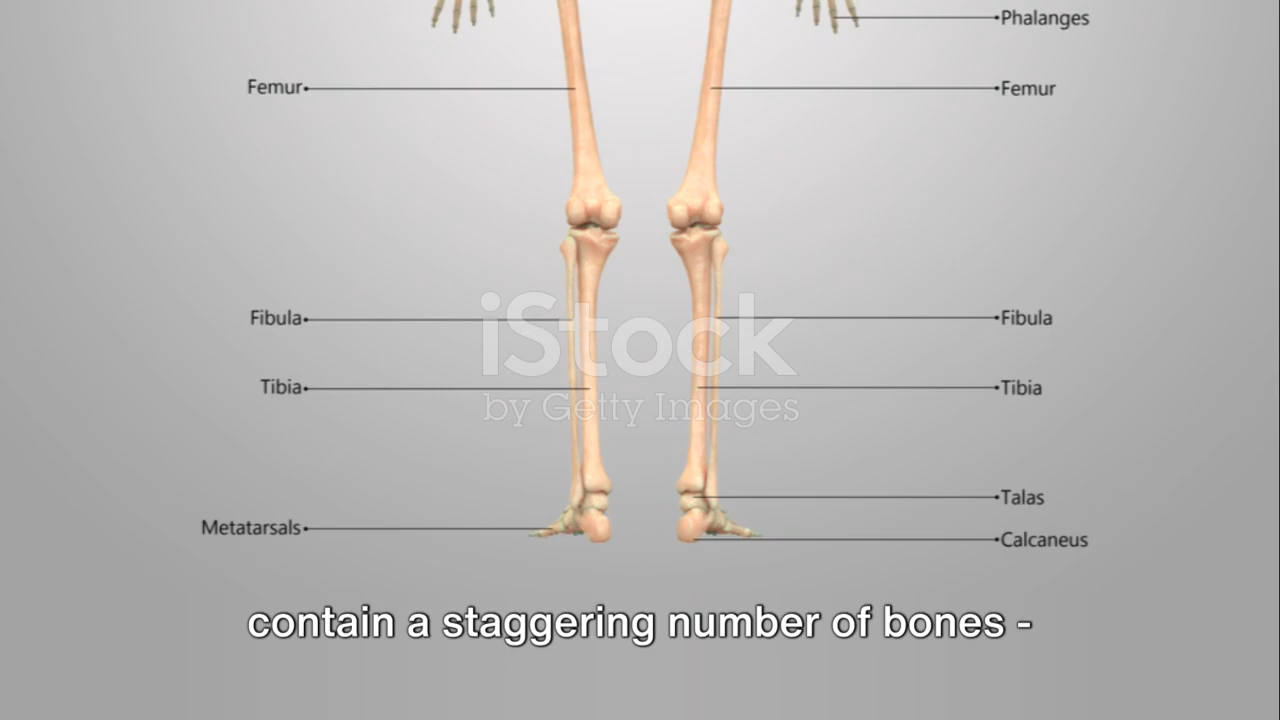 Phalanges
Femur
Femur
Fibula
Fibula
iStock
by Getty Images
Tibia
Tibia
Talas
Metatarsals
Calcaneus
contain a staggering number of bones -